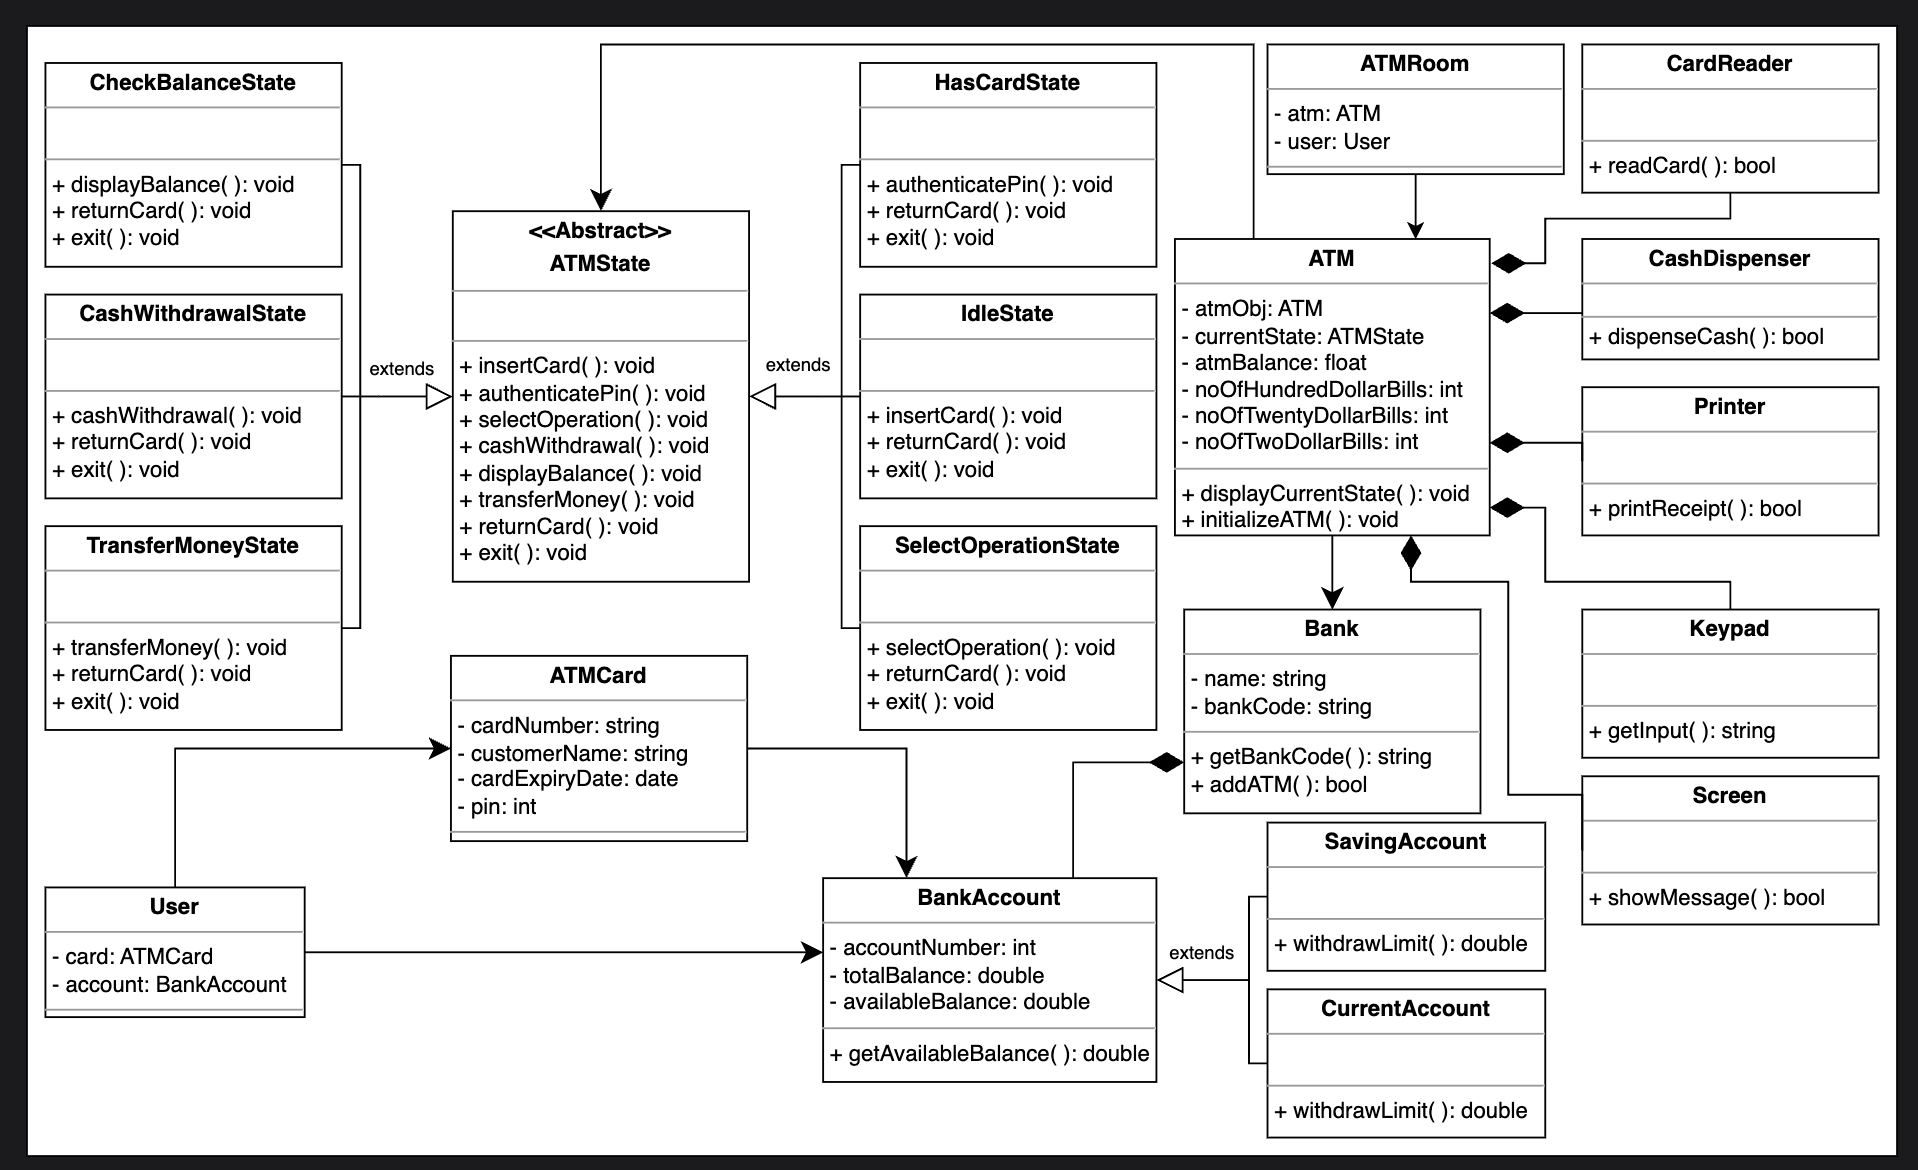 CheckBalanceState
+ displayBalance( ): void
+ returnCard( ): void
+ exit( ): void
CashWithdrawalState
+ cashWithdrawal( ): void
+ returnCard( ): void
+ exit( ): void
TransferMoneyState
+ transferMoney( ): void
+ returnCard( ): void
+ exit( ): void
extends
<<Abstract>>
ATMState
+ insertCard( ): void
+ authenticatePin( ): void
+ selectOperation( ): void
+ cashWithdrawal( ): void
+ displayBalance( ): void
+ transferMoney( ): void
+ returnCard( ): void
+ exit( ): void
extends
HasCardState
+ authenticatePin( ): void
+ returnCard( ): void
+ exit( ): void
IdleState
+ insertCard( ): void
+ returnCard( ): void
+ exit( ): void
SelectOperationState
+ selectOperation( ): void
+ returnCard( ): void
+ exit( ): void
ATMRoom
- atm: ATM
- user: User
CardReader
+ readCard( ): bool
ATM
- atmObj: ATM
- currentState: ATMState
- atmBalance: float
- noOfHundredDollarBills: int
- noOfTwentyDollarBills: int
- noOfTwoDollarBills: int
+ displayCurrentState( ): void
+ initializeATM( ): void
CashDispenser
+ dispenseCash( ): bool
Printer
+ printReceipt( ): bool
Keypad
+ getInput( ): string
Screen
+ showMessage( ): bool
Bank
- name: string
- bankCode: string
+ getBankCode( ): string
+ addATM( ): bool
ATMCard
- cardNumber: string
- customerName: string
- cardExpiryDate: date
- pin: int
User
- card: ATMCard
- account: BankAccount
BankAccount
- accountNumber: int
- totalBalance: double
- availableBalance: double
+ getAvailableBalance( ): double
extends
SavingAccount
+ withdrawLimit( ): double
CurrentAccount
+ withdrawLimit( ): double